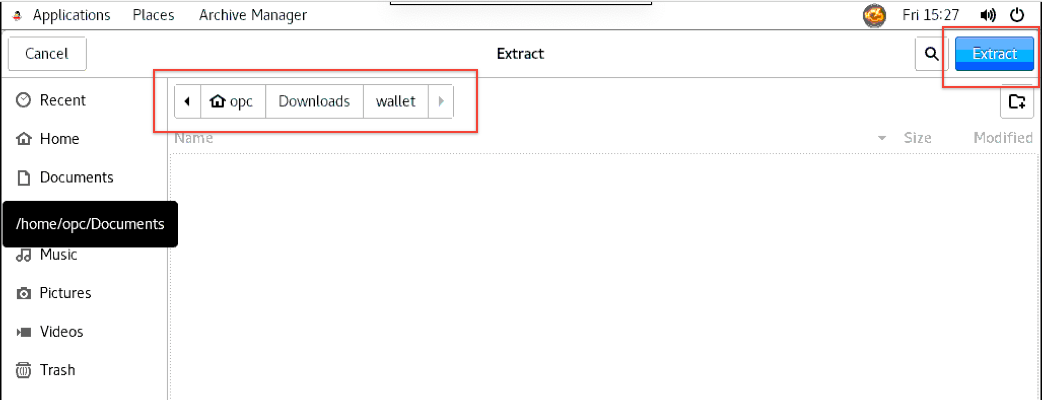 Applications Places Archive Manager Fri 15:27
Cancel Extract Extract
Recent
opc Downloads wallet
Home
Name Size Modified
Documents
/home/opc/Documents
Music
Pictures
Videos
Trash